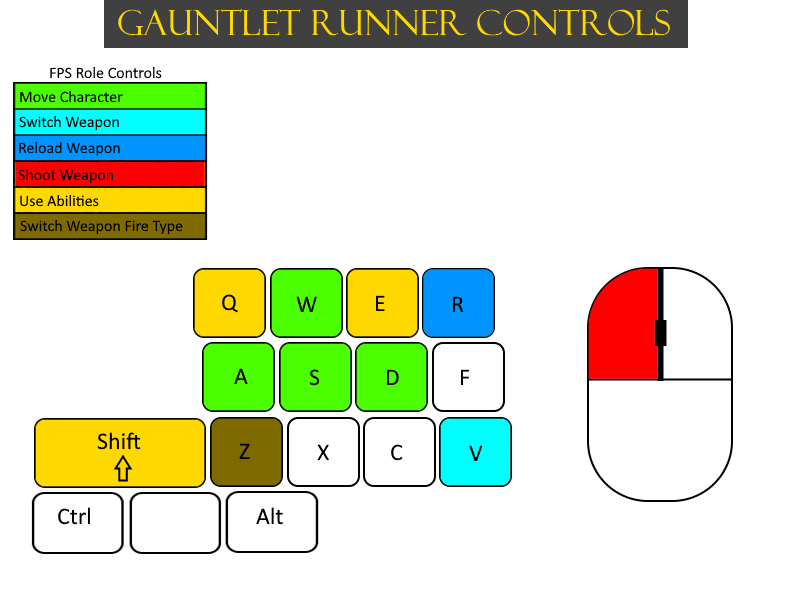 GAUNTLET RUNNER CONTROLS
FPS Role Controls
Move Character
Switch Weapon
Reload Weapon
Shoot Weapon
Use Abilities
Switch Weapon Fire Type
Q W E R
A S D F
Shift Z X C V
Ctrl Alt